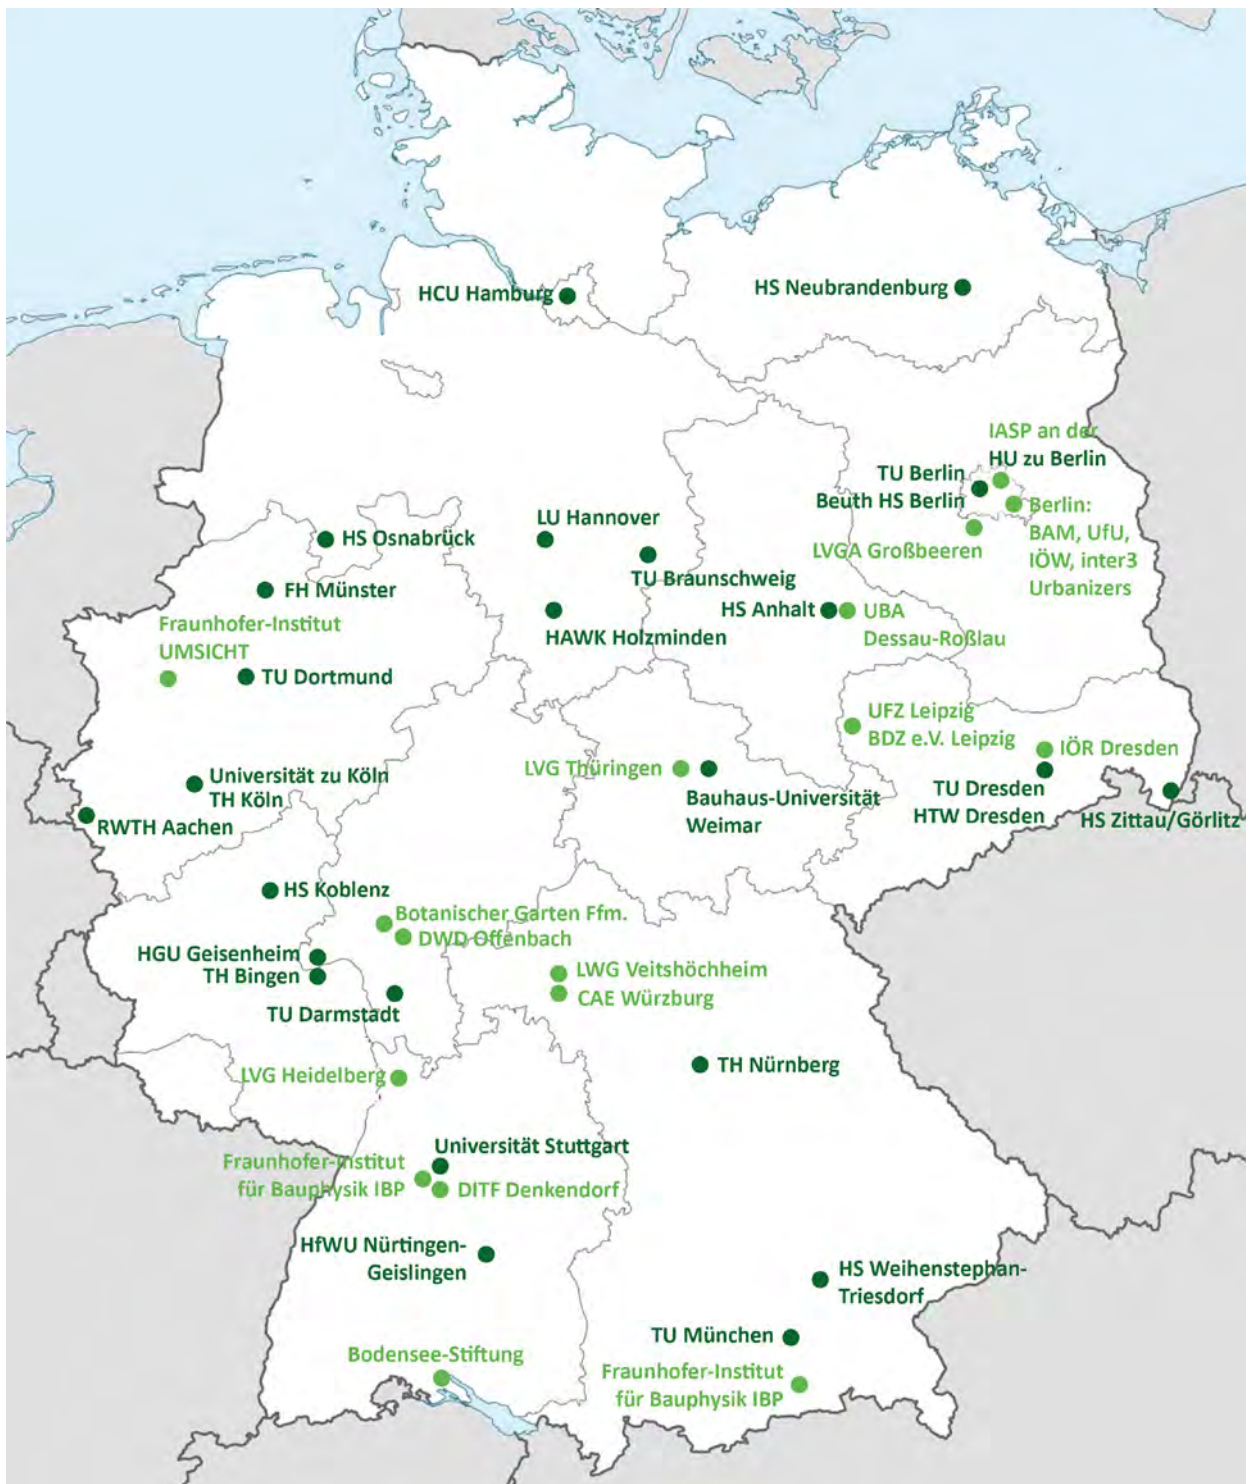 HCU Hamburg
HS Neubrandenburg
IASP an der
HU zu Berlin
TU Berlin
Beuth HS Berlin
Berlin:
BAM, UfU,
IÖW, inter3
Urbanizers
LVGA Großbeeren
HS Osnabrück
LU Hannover
TU Braunschweig
FH Münster
HAWK Holzminden
HS Anhalt
UBA
Dessau-Roßlau
Fraunhofer-Institut
UMSICHT
TU Dortmund
UFZ Leipzig
BDZ e.V. Leipzig
IÖR Dresden
LVG Thüringen
Universität zu Köln
TH Köln
Bauhaus-Universität
Weimar
TU Dresden
HTW Dresden
HS Zittau/Görlitz
RWTH Aachen
HS Koblenz
Botanischer Garten Ffm.
DWD Offenbach
HGU Geisenheim
TH Bingen
LWG Veitshöchheim
CAE Würzburg
TU Darmstadt
TH Nürnberg
LVG Heidelberg
Universität Stuttgart
Fraunhofer-Institut
für Bauphysik IBP
DITF Denkendorf
HfWU Nürtingen-
Geislingen
HS Weihenstephan-
Triesdorf
TU München
Bodensee-Stiftung
Fraunhofer-Institut
für Bauphysik IBP